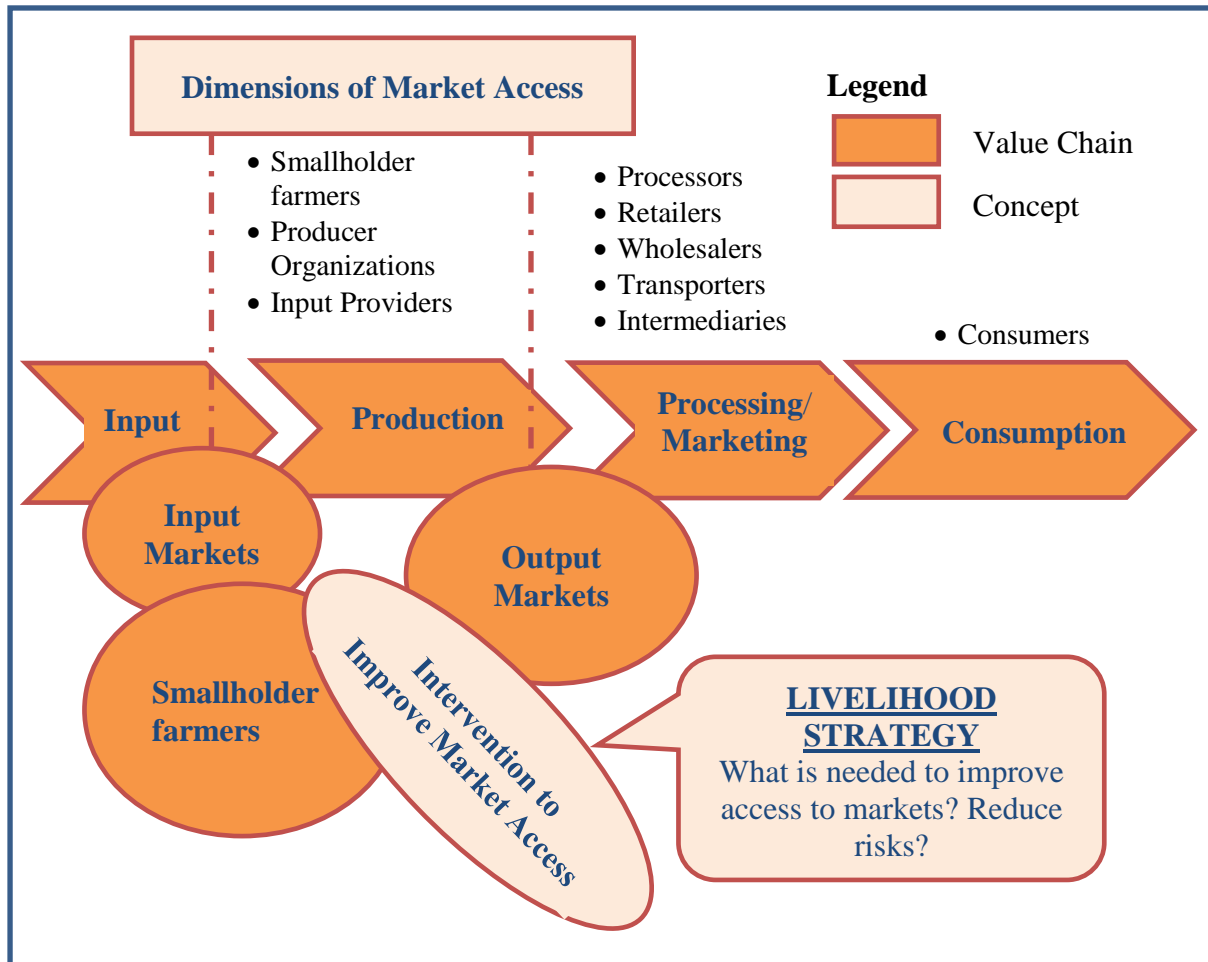 Dimensions of Market Access
Legend
Value Chain
Concept
• Smallholder
farmers
• Producer
Organizations
• Input Providers
• Processors
• Retailers
• Wholesalers
• Transporters
• Intermediaries
• Consumers
Input
Production
Processing/
Marketing
Consumption
Input
Markets
Output
Markets
Smallholder
farmers
Intervention to
Improve Market Access
LIVELIHOOD
STRATEGY
What is needed to improve
access to markets? Reduce
risks?